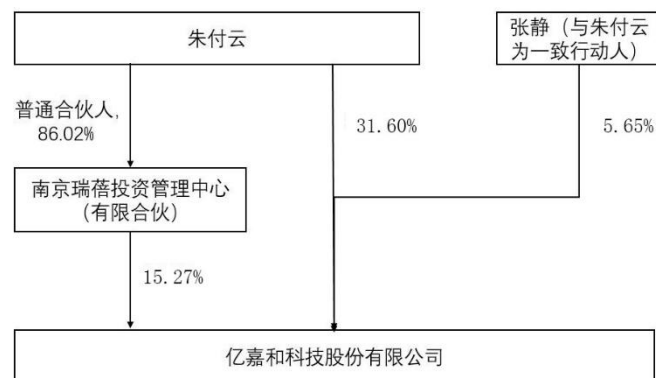 朱付云
张静（与朱付云
为一致行动人）
普通合伙人,
86.02%
31.60%
5.65%
南京瑞蓓投资管理中心
(有限合伙)
15.27%
亿嘉和科技股份有限公司